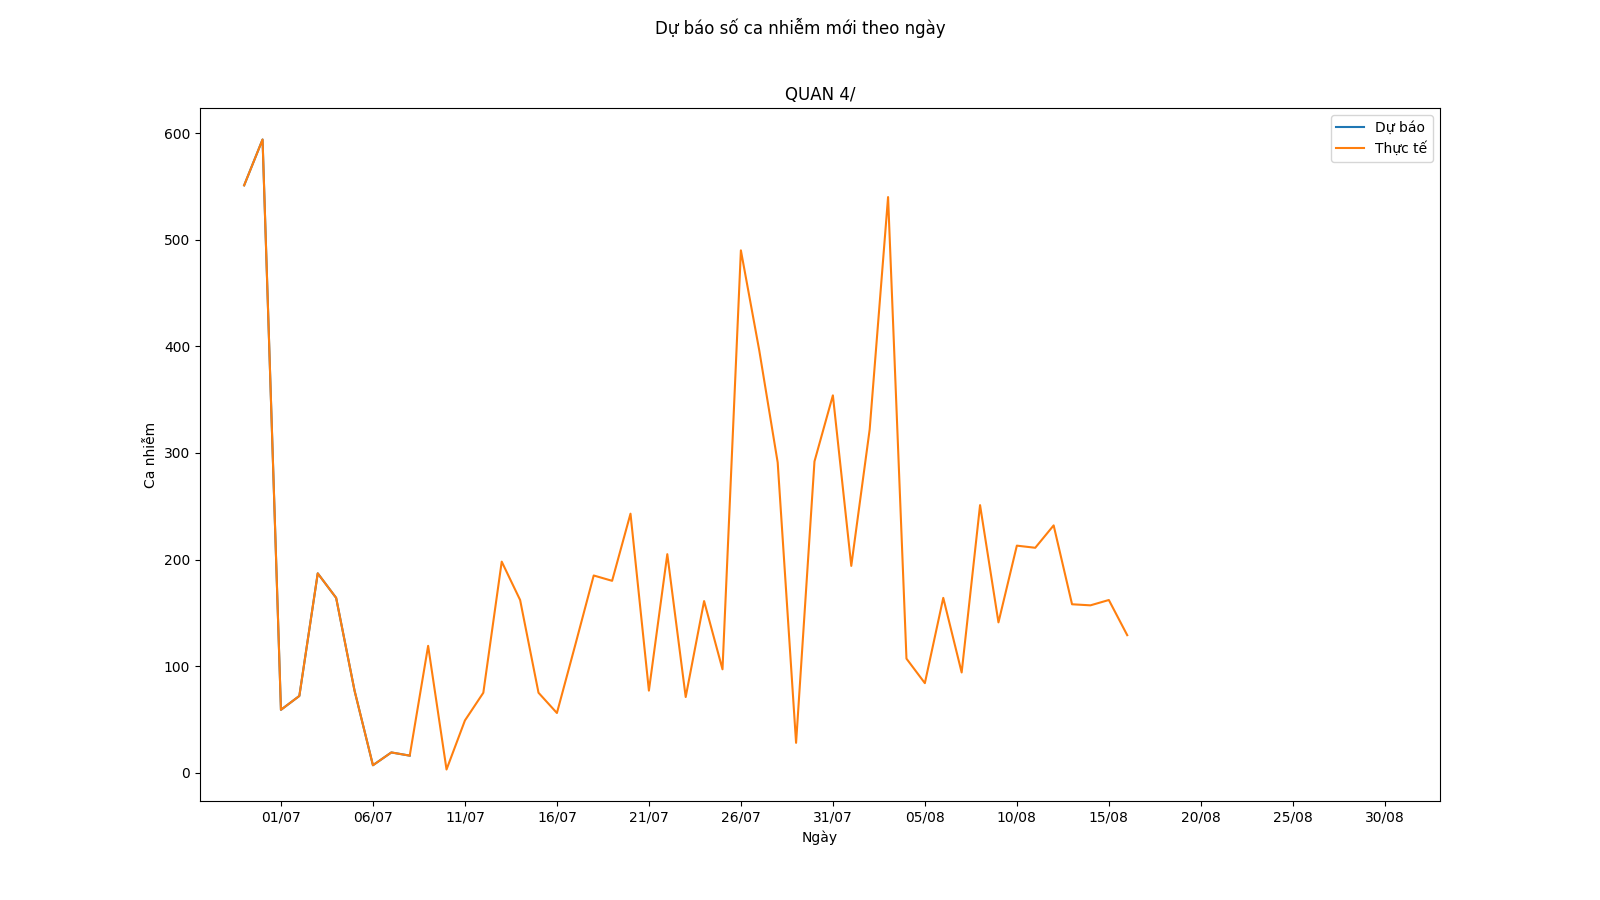 Dự báo số ca nhiễm mới theo ngày
QUAN 4/
Dự báo
Thực tế
600
500
400
300
200
100
0
Ca nhiễm
01/07 06/07 11/07 16/07 21/07 26/07 31/07 05/08 10/08 15/08 20/08 25/08 30/08
Ngày